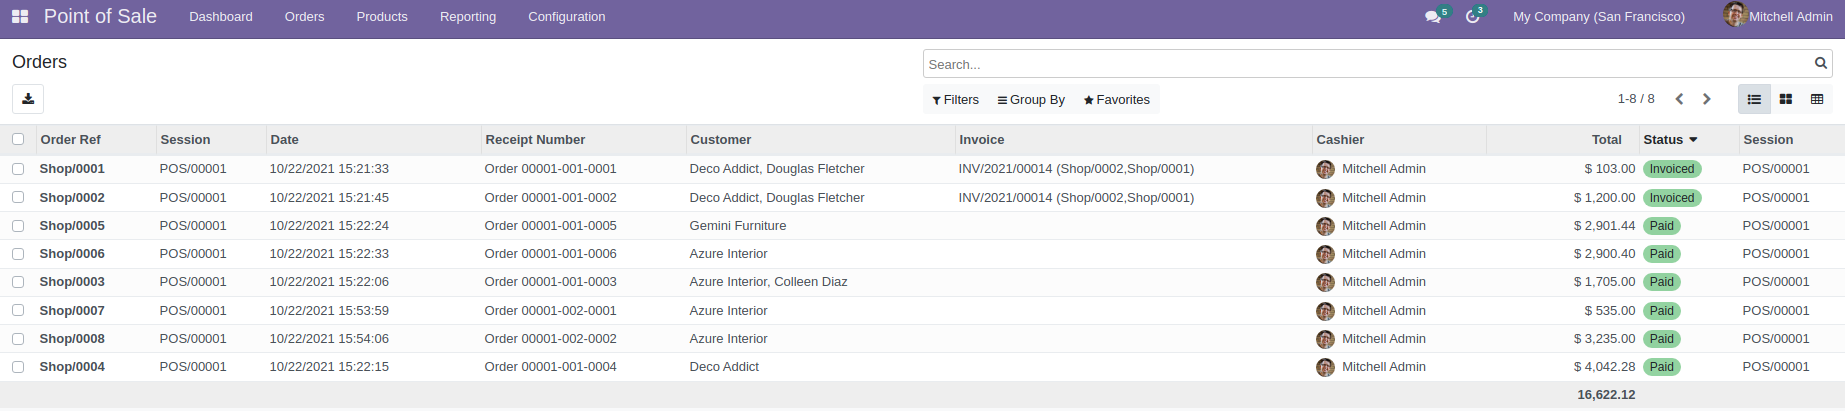 Point of Sale Dashboard Orders Products Reporting Configuration 5 3 My Company (San Francisco) Mitchell Admin
Orders Search...
Filters Group By Favorites 1-8 / 8
Order Ref Session Date Receipt Number Customer Invoice Cashier Total Status Session
Shop/0001 POS/00001 10/22/2021 15:21:33 Order 00001-001-0001 Deco Addict, Douglas Fletcher INV/2021/00014 (Shop/0002,Shop/0001) Mitchell Admin $ 103.00 Invoiced POS/00001
Shop/0002 POS/00001 10/22/2021 15:21:45 Order 00001-001-0002 Deco Addict, Douglas Fletcher INV/2021/00014 (Shop/0002,Shop/0001) Mitchell Admin $ 1,200.00 Invoiced POS/00001
Shop/0005 POS/00001 10/22/2021 15:22:24 Order 00001-001-0005 Gemini Furniture Mitchell Admin $ 2,901.44 Paid POS/00001
Shop/0006 POS/00001 10/22/2021 15:22:33 Order 00001-001-0006 Azure Interior Mitchell Admin $ 2,900.40 Paid POS/00001
Shop/0003 POS/00001 10/22/2021 15:22:06 Order 00001-001-0003 Azure Interior, Colleen Diaz Mitchell Admin $ 1,705.00 Paid POS/00001
Shop/0007 POS/00001 10/22/2021 15:53:59 Order 00001-002-0001 Azure Interior Mitchell Admin $ 535.00 Paid POS/00001
Shop/0008 POS/00001 10/22/2021 15:54:06 Order 00001-002-0002 Azure Interior Mitchell Admin $ 3,235.00 Paid POS/00001
Shop/0004 POS/00001 10/22/2021 15:22:15 Order 00001-001-0004 Deco Addict Mitchell Admin $ 4,042.28 Paid POS/00001
16,622.12